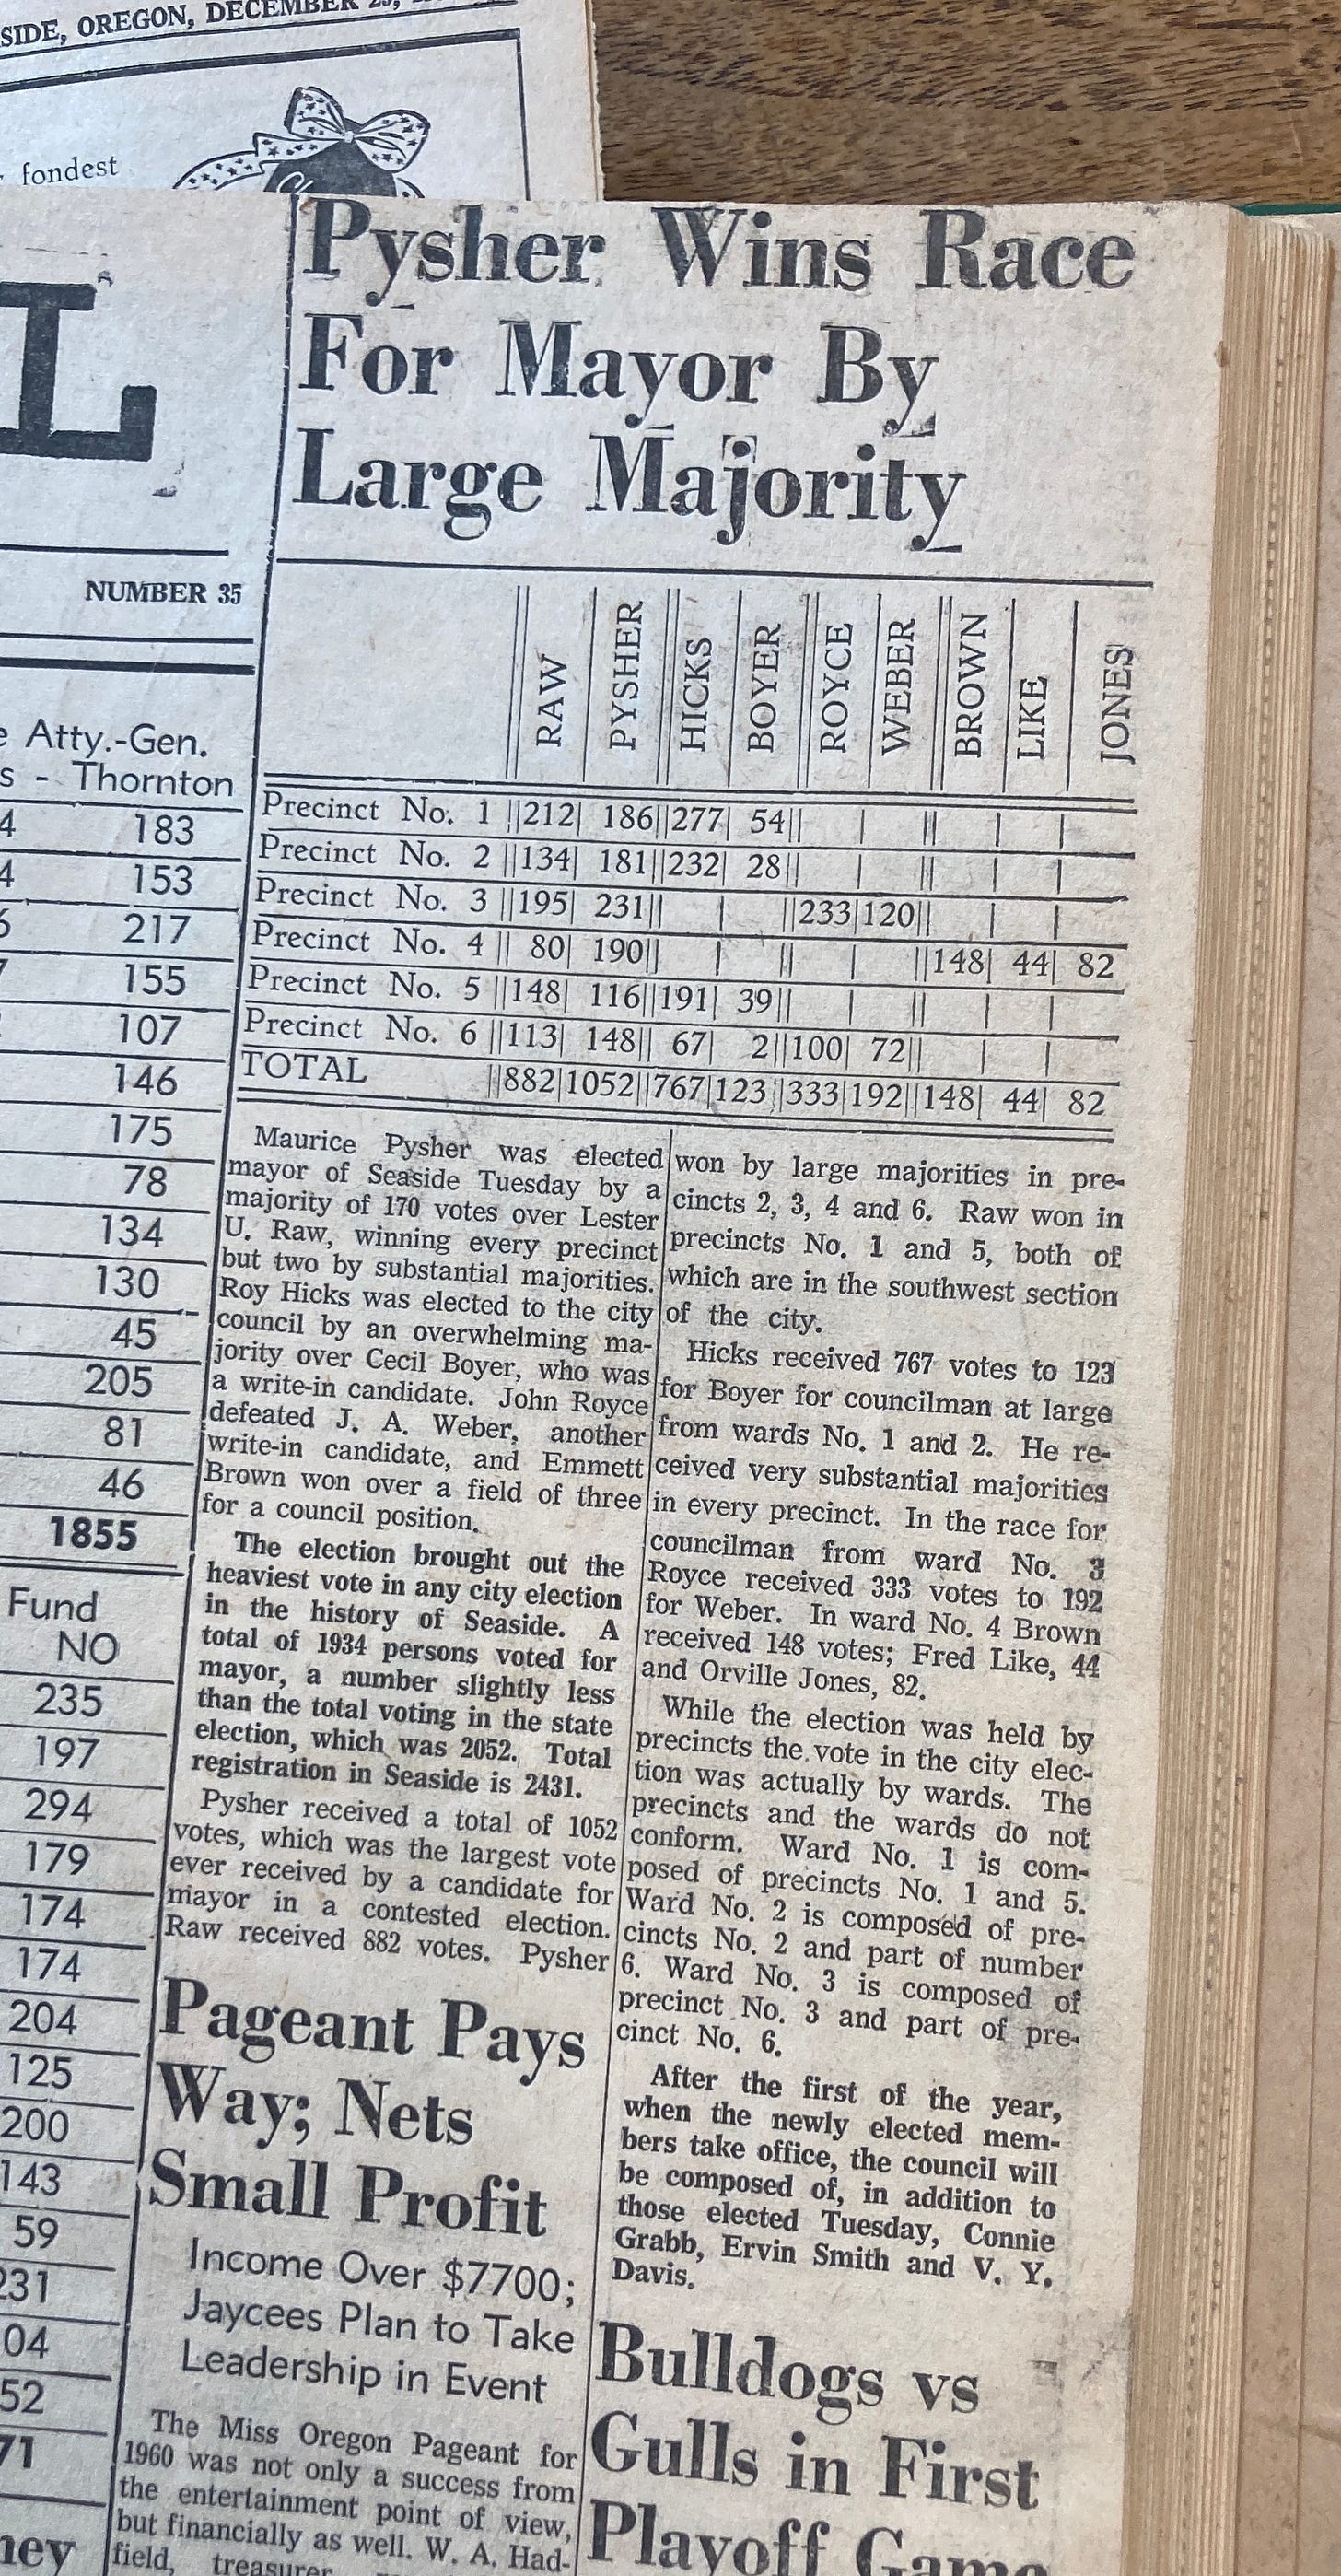 SIDE, OREGON, DECEMBER
fondest
L
NUMBER 35
Atty.-Gen.
s - Thornton
4 183
4 153
6 217
7 155
107
146
175
78
134
130
45
205
81
46
1855
Fund
NO
235
197
294
179
174
174
204
125
200
143
59
231
04
52
71
ney
Pysher Wins Race
For Mayor By
Large Majority
RAW PYSHER HICKS BOYER ROYCE WEBER BROWN LIKE JONES
Precinct No. 1 212 186 277 54
Precinct No. 2 134 181 232 28
Precinct No. 3 195 231 233 120
Precinct No. 4 80 190 148 44 82
Precinct No. 5 148 116 191 39
Precinct No. 6 113 148 67 2 100 72
TOTAL 882 1052 767 123 333 192 148 44 82
Maurice Pysher was elected
mayor of Seaside Tuesday by a
majority of 170 votes over Lester
U. Raw, winning every precinct
but two by substantial majorities.
Roy Hicks was elected to the city
council by an overwhelming ma-
jority over Cecil Boyer, who was
a write-in candidate. John Royce
defeated J. A. Weber, another
write-in candidate, and Emmett
Brown won over a field of three
for a council position.
The election brought out the
heaviest vote in any city election
in the history of Seaside. A
total of 1934 persons voted for
mayor, a number slightly less
than the total voting in the state
election, which was 2052. Total
registration in Seaside is 2431.
Pysher received a total of 1052
votes, which was the largest vote
ever received by a candidate for
mayor in a contested election.
Raw received 882 votes. Pysher
won by large majorities in pre-
cincts 2, 3, 4 and 6. Raw won in
precincts No. 1 and 5, both of
which are in the southwest section
of the city.
Hicks received 767 votes to 123
for Boyer for councilman at large
from wards No. 1 and 2. He re-
ceived very substantial majorities
in every precinct. In the race for
councilman from ward No. 3
Royce received 333 votes to 192
for Weber. In ward No. 4 Brown
received 148 votes; Fred Like, 44
and Orville Jones, 82.
While the election was held by
precincts the vote in the city elec-
tion was actually by wards. The
precincts and the wards do not
conform. Ward No. 1 is com-
posed of precincts No. 1 and 5.
Ward No. 2 is composed of pre-
cincts No. 2 and part of number
6. Ward No. 3 is composed of
precinct No. 3 and part of pre-
cinct No. 6.
After the first of the year,
when the newly elected mem-
bers take office, the council will
be composed of, in addition to
those elected Tuesday, Connie
Grabb, Ervin Smith and V. Y.
Davis.
Pageant Pays
Way; Nets
Small Profit
Income Over $7700;
Jaycees Plan to Take
Leadership in Event
The Miss Oregon Pageant for
1960 was not only a success from
the entertainment point of view,
but financially as well. W. A. Had-
field, treasurer
Bulldogs vs
Gulls in First
Playoff Game